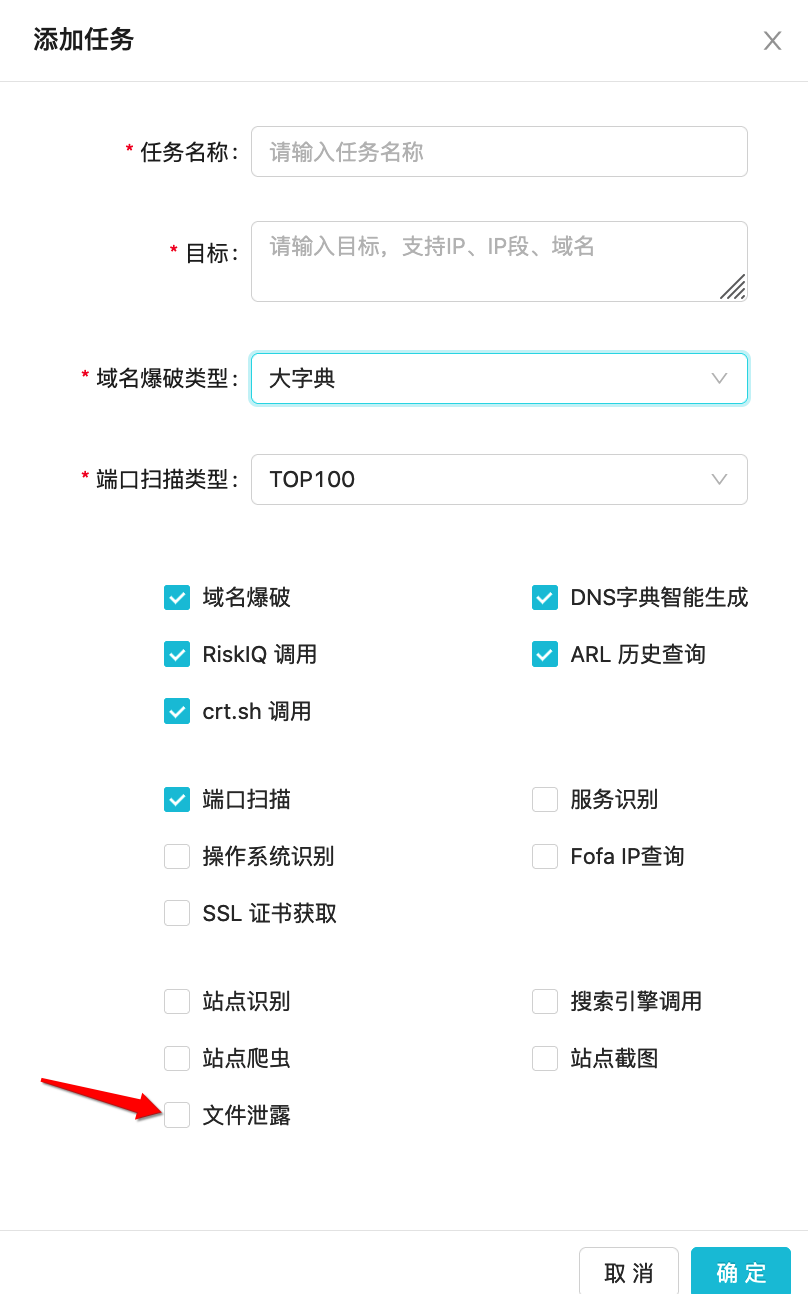 添加任务
* 任务名称: 请输入任务名称
* 目标: 请输入目标，支持IP、IP段、域名
* 域名爆破类型: 大字典
* 端口扫描类型: TOP100
域名爆破 DNS字典智能生成
RiskIQ 调用 ARL 历史查询
crt.sh 调用
端口扫描 服务识别
操作系统识别 Fofa IP查询
SSL 证书获取
站点识别 搜索引擎调用
站点爬虫 站点截图
文件泄露
取 消 确 定